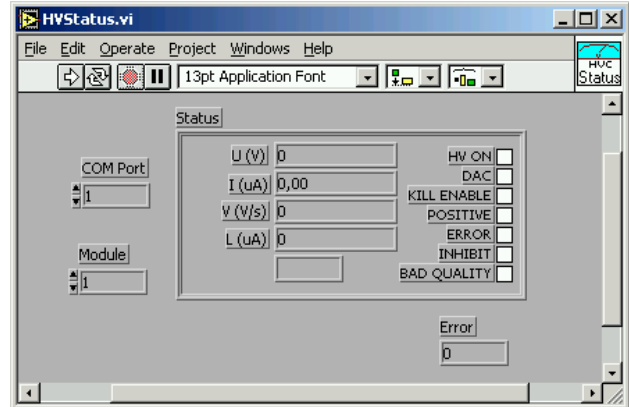 HVStatus.vi
File Edit Operate Project Windows Help
13pt Application Font
HVC
Status
Status
COM Port
1
Module
1
U (V) 0
I (uA) 0,00
V (V/s) 0
L (uA) 0
HV ON
DAC
KILL ENABLE
POSITIVE
ERROR
INHIBIT
BAD QUALITY
Error
0